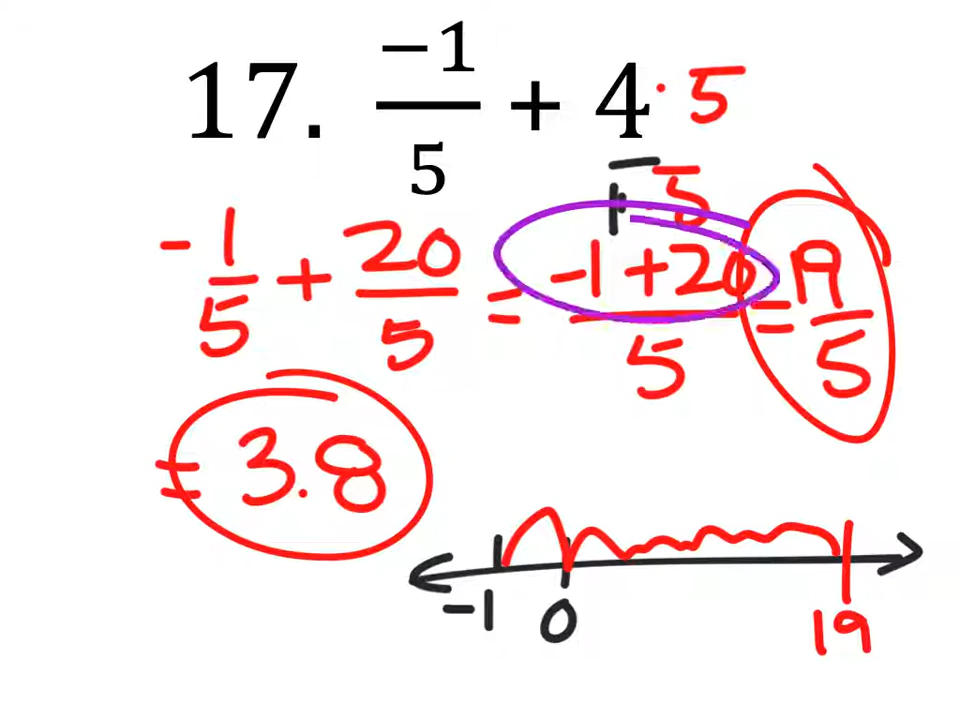 17. -1/5 + 4/1 · 5/5
-1/5 + 20/5 = -1+20/5 = 19/5
= 3.8
-1 0 19